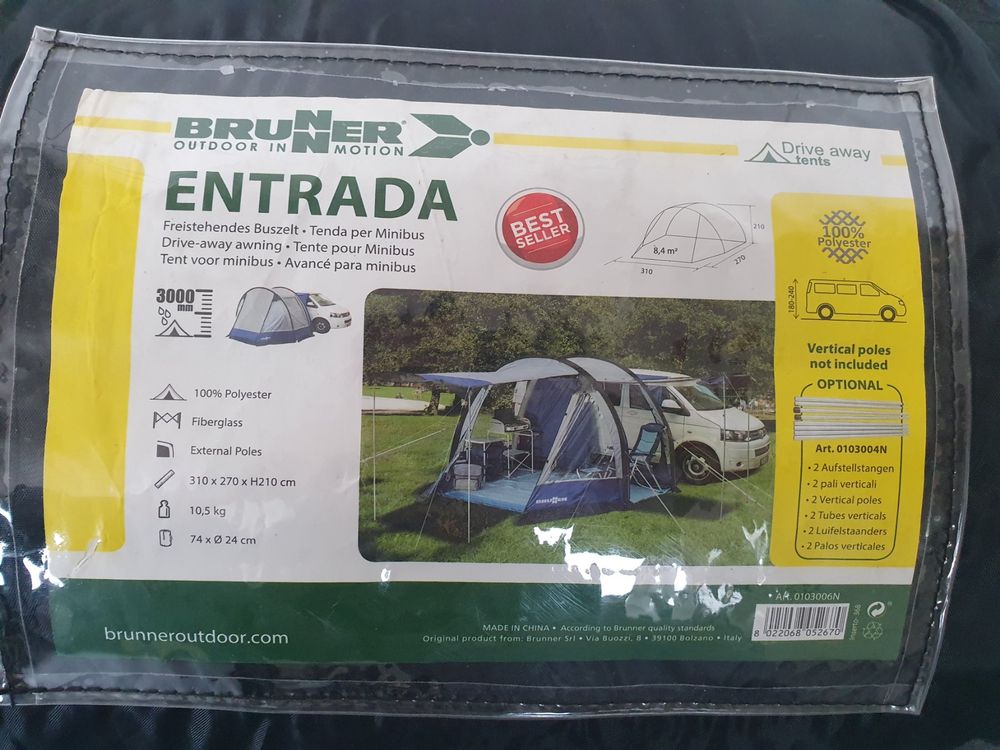 BRUNNER®
OUTDOOR IN MOTION
Drive away
tents
ENTRADA
Freistehendes Buszelt • Tenda per Minibus
Drive-away awning • Tente pour Minibus
Tent voor minibus • Avancé para minibus
BEST
SELLER
8,4 m²
310
270
210
100%
Polyester
180-240
3000
mm
Vertical poles
not included
OPTIONAL
Art. 0103004N
• 2 Aufstellstangen
• 2 pali verticali
• 2 Vertical poles
• 2 Tubes verticals
• 2 Luifelstaanders
• 2 Palos verticales
100% Polyester
Fiberglass
External Poles
310 x 270 x H210 cm
10,5 kg
74 x Ø 24 cm
BRUNNER
• Art. 0103006N
8 022068 052670
Inserto- 368
brunneroutdoor.com
MADE IN CHINA • According to Brunner quality standards
Original product from: Brunner Srl • Via Buozzi, 8 • 39100 Bolzano • Italy